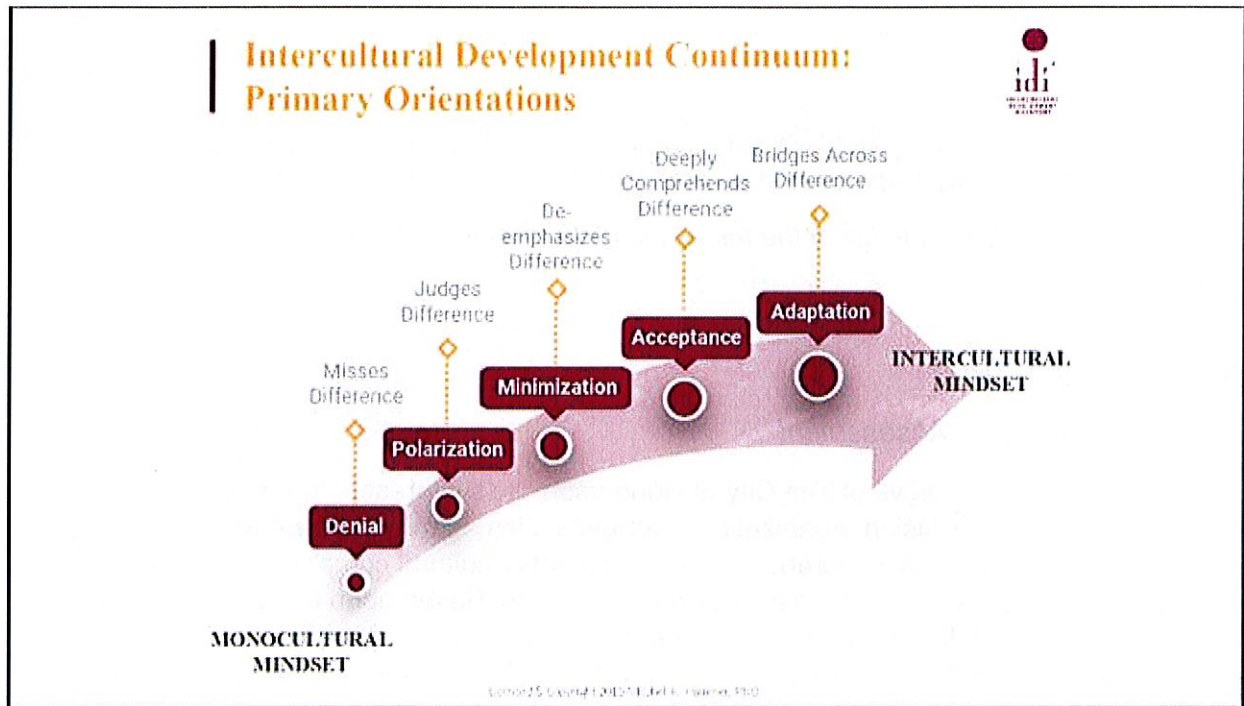 Intercultural Development Continuum:
Primary Orientations
idi
Deeply
Comprehends
Difference
Bridges Across
Difference
De-
emphasizes
Difference
Judges
Difference
Misses
Difference
Adaptation
Acceptance
Minimization
Polarization
Denial
INTERCULTURAL
MINDSET
MONOCULTURAL
MINDSET